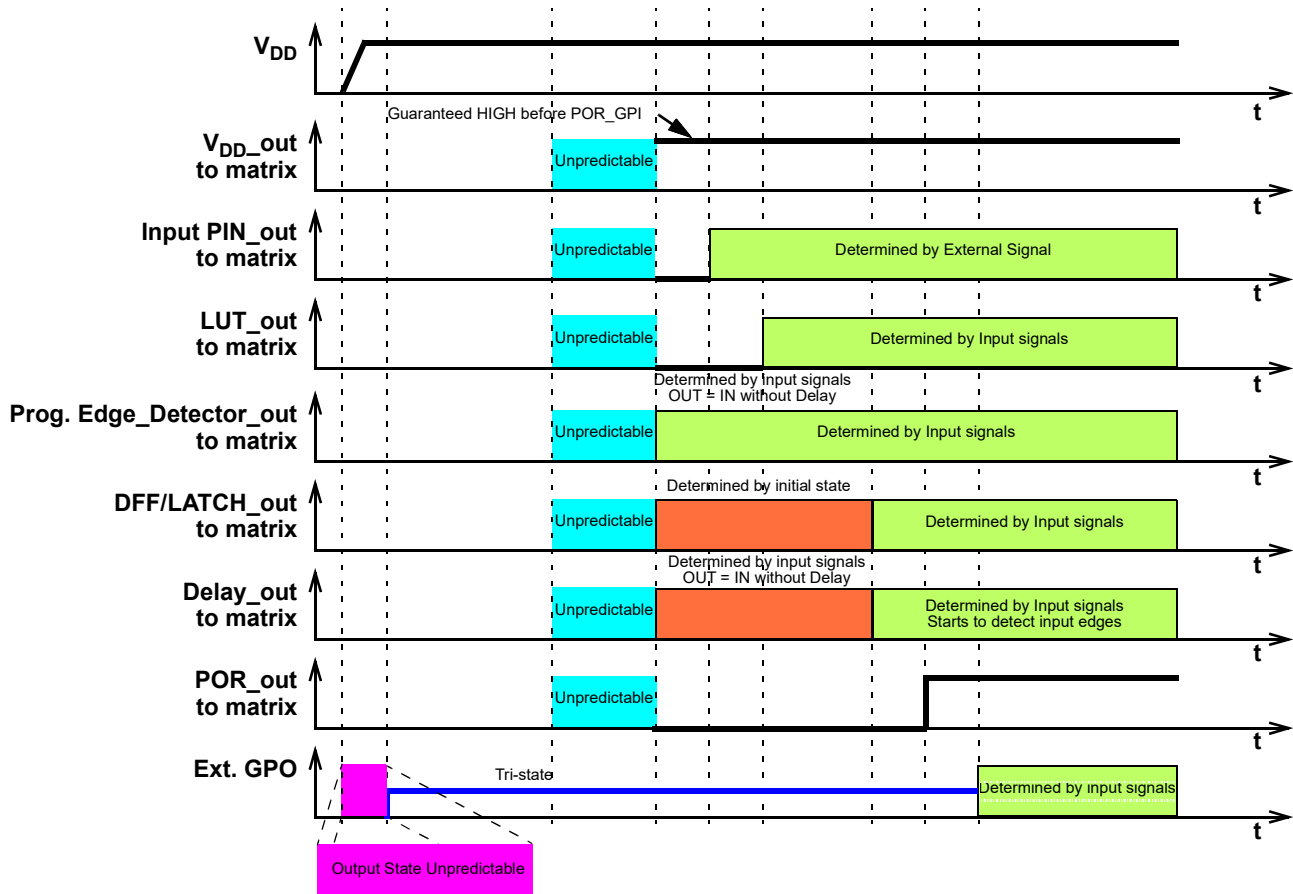 V_DD
t
Guaranteed HIGH before POR_GPI
V_DD_out
to matrix
Unpredictable
t
Input PIN_out
to matrix
Unpredictable
Determined by External Signal
t
LUT_out
to matrix
Unpredictable
Determined by Input signals
t
Determined by input signals
OUT = IN without Delay
Prog. Edge_Detector_out
to matrix
Unpredictable
Determined by Input signals
t
Determined by initial state
DFF/LATCH_out
to matrix
Unpredictable
Determined by Input signals
t
Determined by input signals
OUT = IN without Delay
Delay_out
to matrix
Unpredictable
Determined by Input signals
Starts to detect input edges
t
POR_out
to matrix
Unpredictable
t
Ext. GPO
Tri-state
Determined by input signals
t
Output State Unpredictable